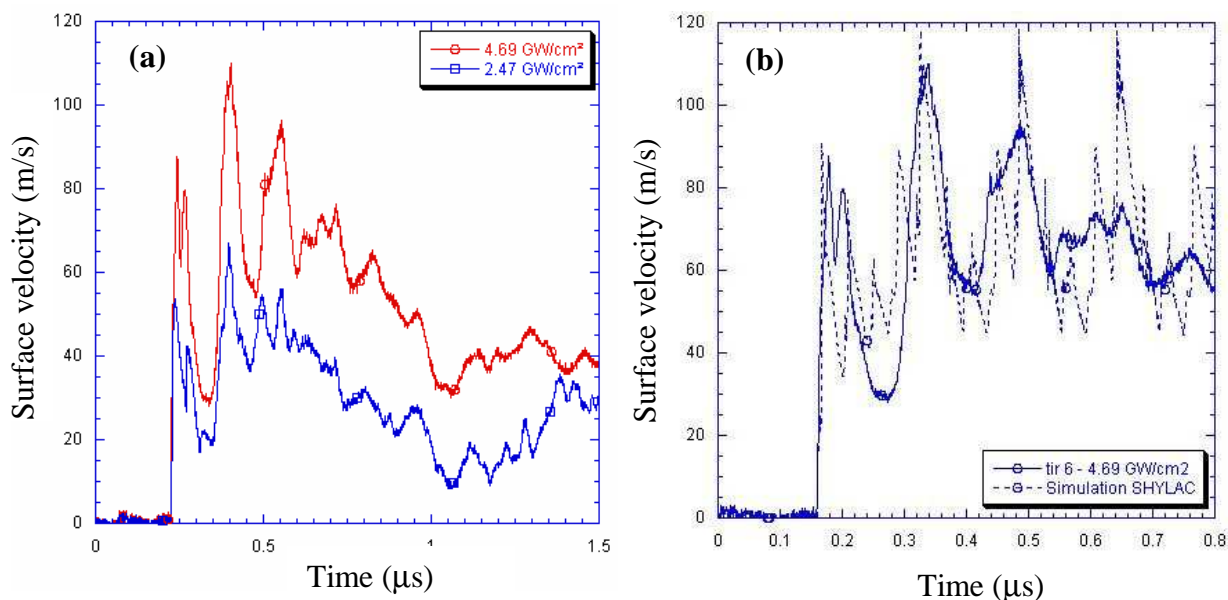 (a)
4.69 GW/cm²
2.47 GW/cm²
120
100
80
60
40
20
0
Surface velocity (m/s)
0
0.5
1
1.5
Time (μs)
(b)
tir 6 - 4.69 GW/cm2
Simulation SHYLAC
120
100
80
60
40
20
0
Surface velocity (m/s)
0
0.1
0.2
0.3
0.4
0.5
0.6
0.7
0.8
Time (μs)